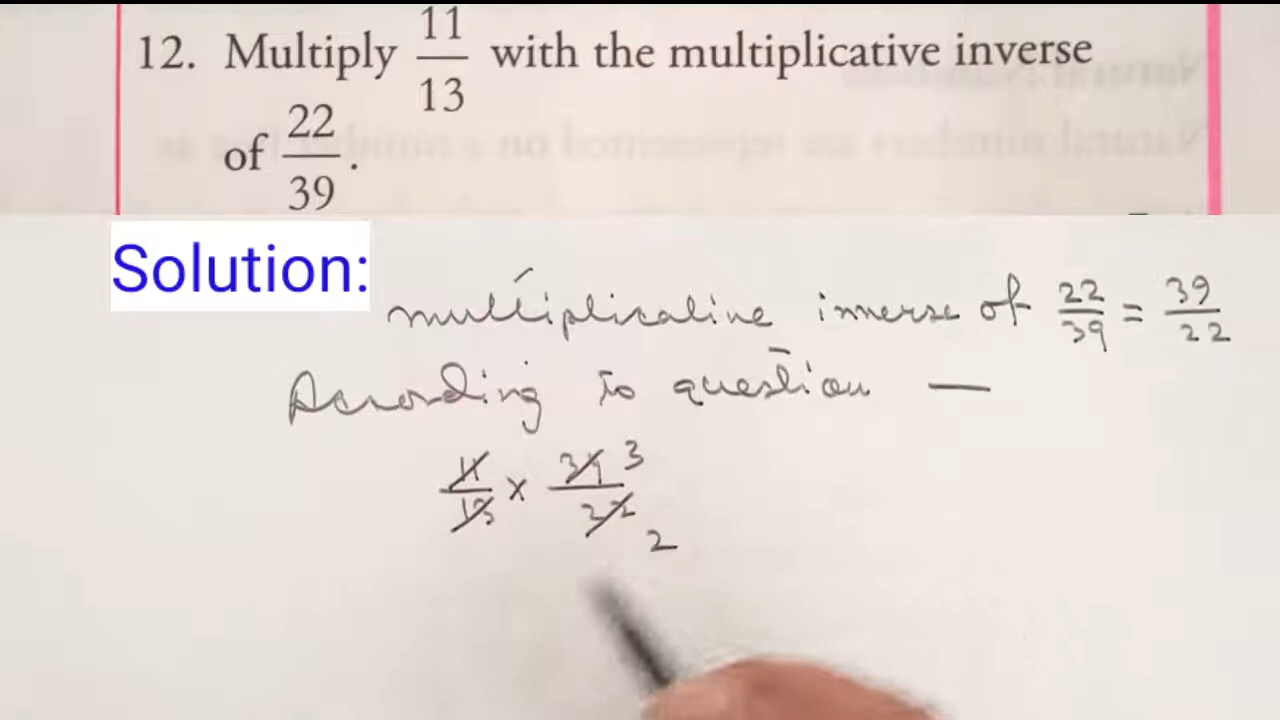 12. Multiply 11/13 with the multiplicative inverse
of 22/39.
Solution:
multiplicative inverse of 22/39 = 39/22
According to question —
11/13 × 39/22 3
2